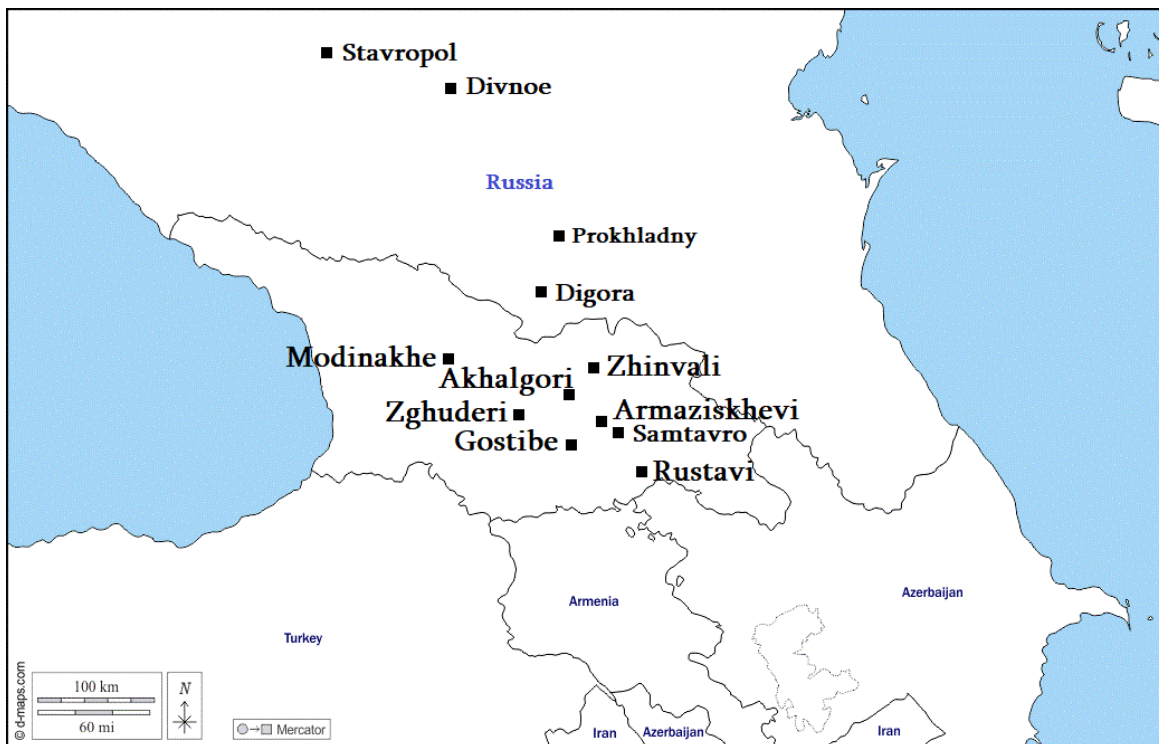 Stavropol
Divnoe
Russia
Prokhladny
Digora
Modinakhe
Zhinvali
Akhalgori
Zghuderi
Armaziskhevi
Samtavro
Gostibe
Rustavi
Azerbaijan
Armenia
Turkey
© d-maps.com
100 km
60 mi
N
Mercator
Iran
Azerbaijan
Iran